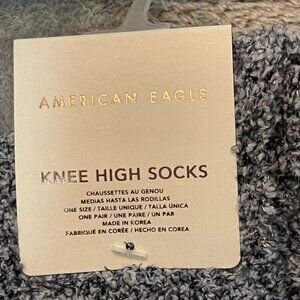 AMERICAN EAGLE
KNEE HIGH SOCKS
CHAUSSETTES AU GENOU
MEDIAS HASTA LAS RODILLAS
ONE SIZE / TAILLE UNIQUE / TALLA ÚNICA
ONE PAIR / UNE PAIRE / UN PAR
MADE IN KOREA
FABRIQUÉ EN CORÉE / HECHO EN COREA